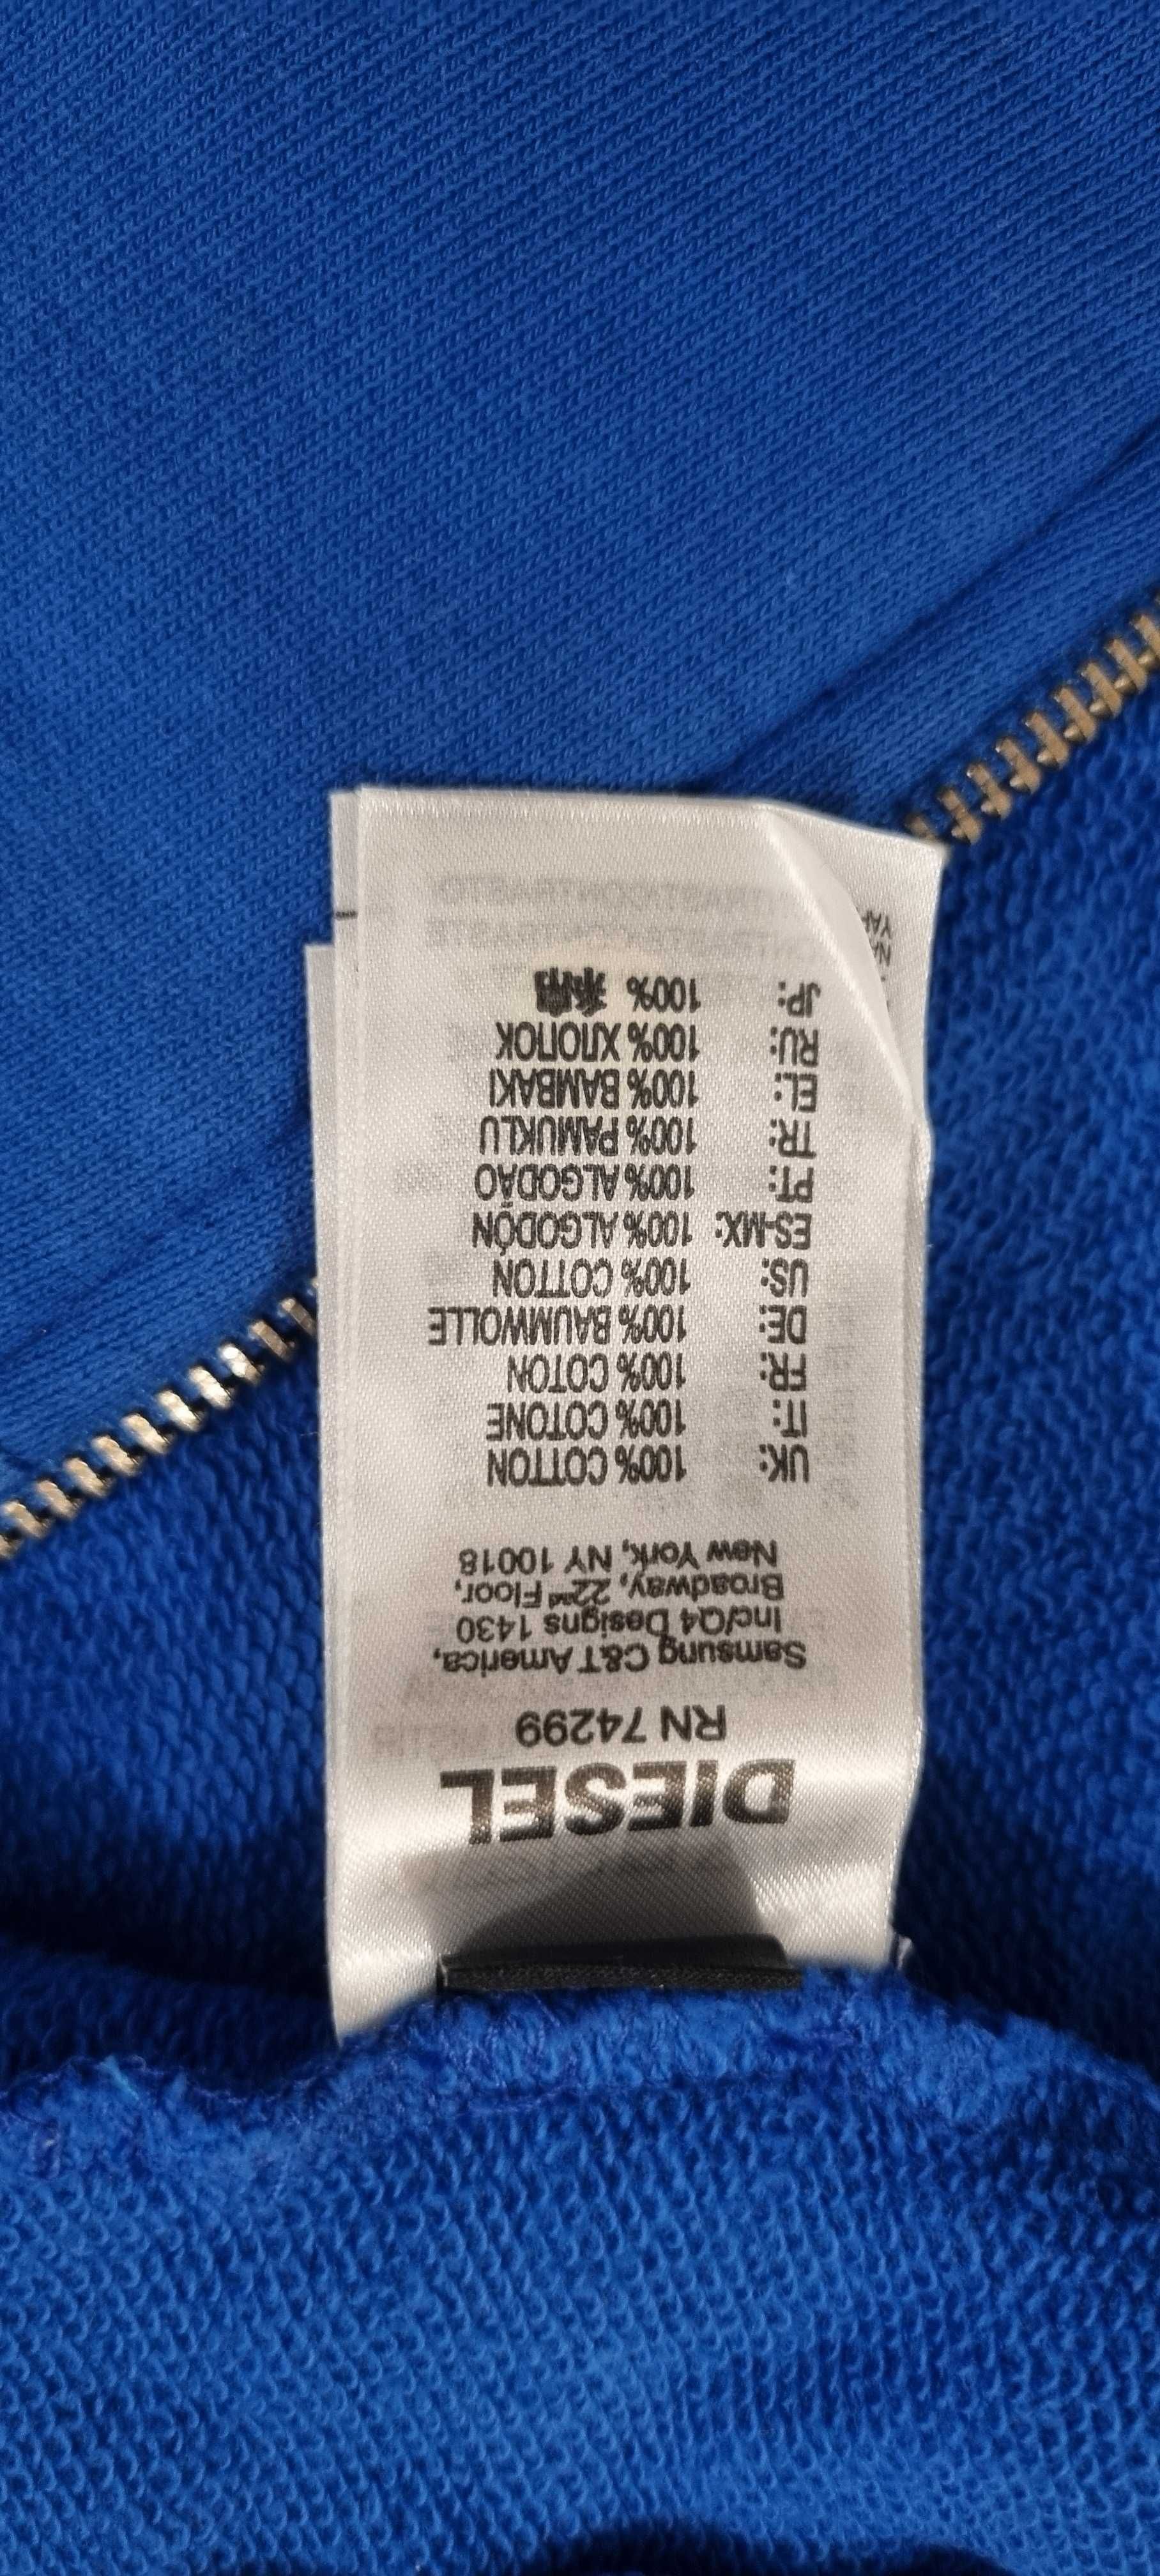 DIESEL
RN 74299
Samsung C&T America,
Inc/Q4 Designs 1430
Broadway, 22nd Floor,
New York, NY 10018
UK: 100% COTTON
IT: 100% COTONE
FR: 100% COTON
DE: 100% BAUMWOLLE
US: 100% COTTON
ES-MX: 100% ALGODÓN
PT: 100% ALGODÃO
TR: 100% PAMUKLU
EL: 100% BAMBAKI
RU: 100% ХЛОПОК
JP: 100%